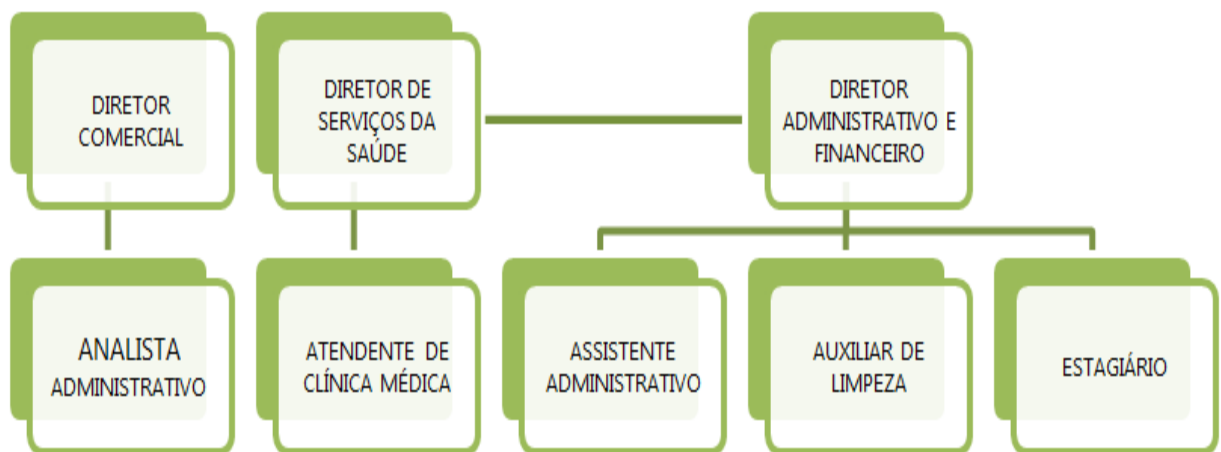 DIRETOR
COMERCIAL
DIRETOR DE
SERVIÇOS DA
SAÚDE
DIRETOR
ADMINISTRATIVO E
FINANCEIRO
ANALISTA
ADMINISTRATIVO
ATENDENTE DE
CLÍNICA MÉDICA
ASSISTENTE
ADMINISTRATIVO
AUXILIAR DE
LIMPEZA
ESTAGIÁRIO